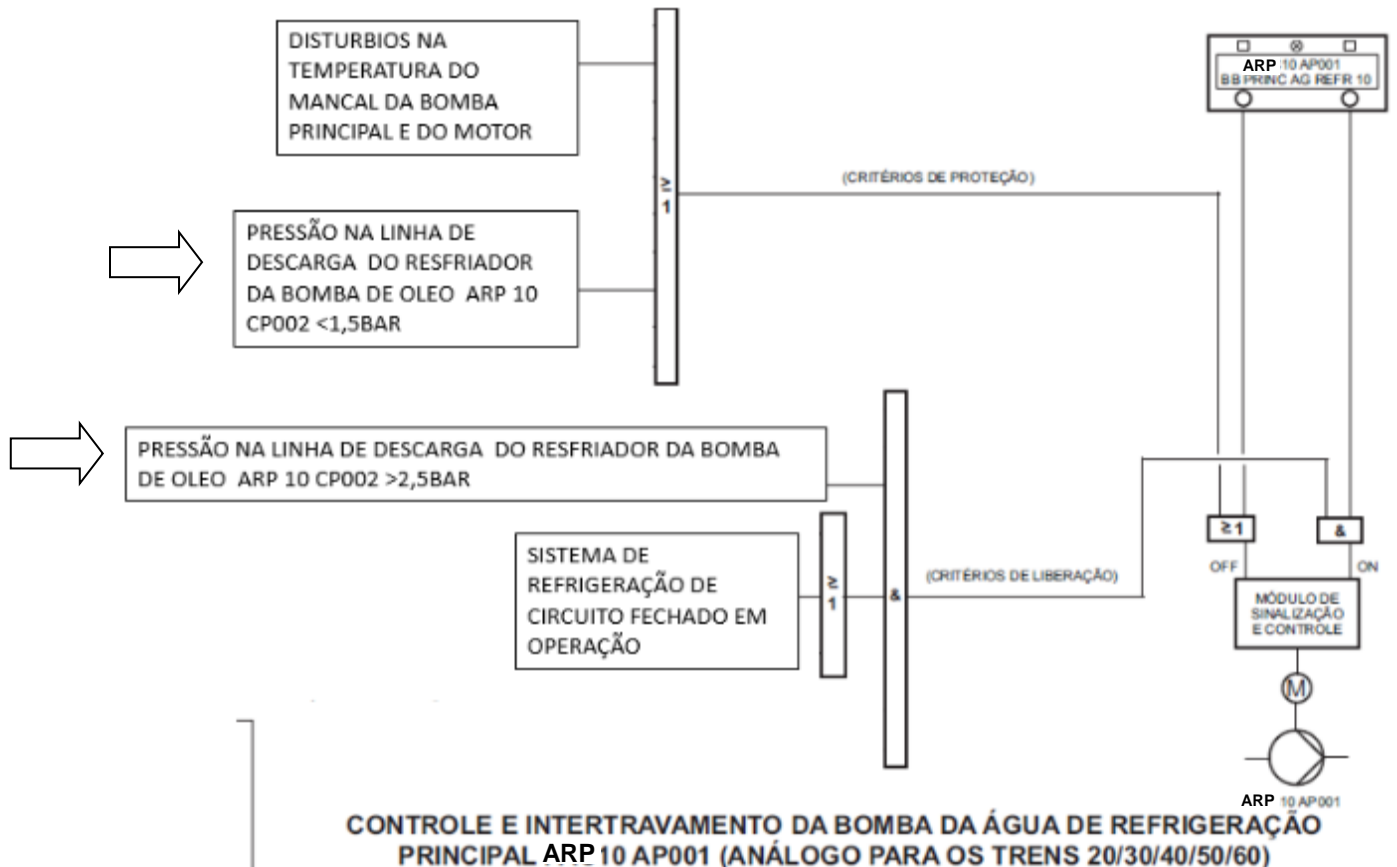 DISTURBIOS NA
TEMPERATURA DO
MANCAL DA BOMBA
PRINCIPAL E DO MOTOR
ARP 10 AP001
BB PRINC AG REFR 10
≥
1
(CRITÉRIOS DE PROTEÇÃO)
PRESSÃO NA LINHA DE
DESCARGA DO RESFRIADOR
DA BOMBA DE OLEO ARP 10
CP002 <1,5BAR
PRESSÃO NA LINHA DE DESCARGA DO RESFRIADOR DA BOMBA
DE OLEO ARP 10 CP002 >2,5BAR
≥1
&
OFF
ON
SISTEMA DE
REFRIGERAÇÃO DE
CIRCUITO FECHADO EM
OPERAÇÃO
≥
1
&
(CRITÉRIOS DE LIBERAÇÃO)
MÓDULO DE
SINALIZAÇÃO
E CONTROLE
M
ARP 10 AP001
CONTROLE E INTERTRAVAMENTO DA BOMBA DA ÁGUA DE REFRIGERAÇÃO
PRINCIPAL ARP 10 AP001 (ANÁLOGO PARA OS TRENS 20/30/40/50/60)